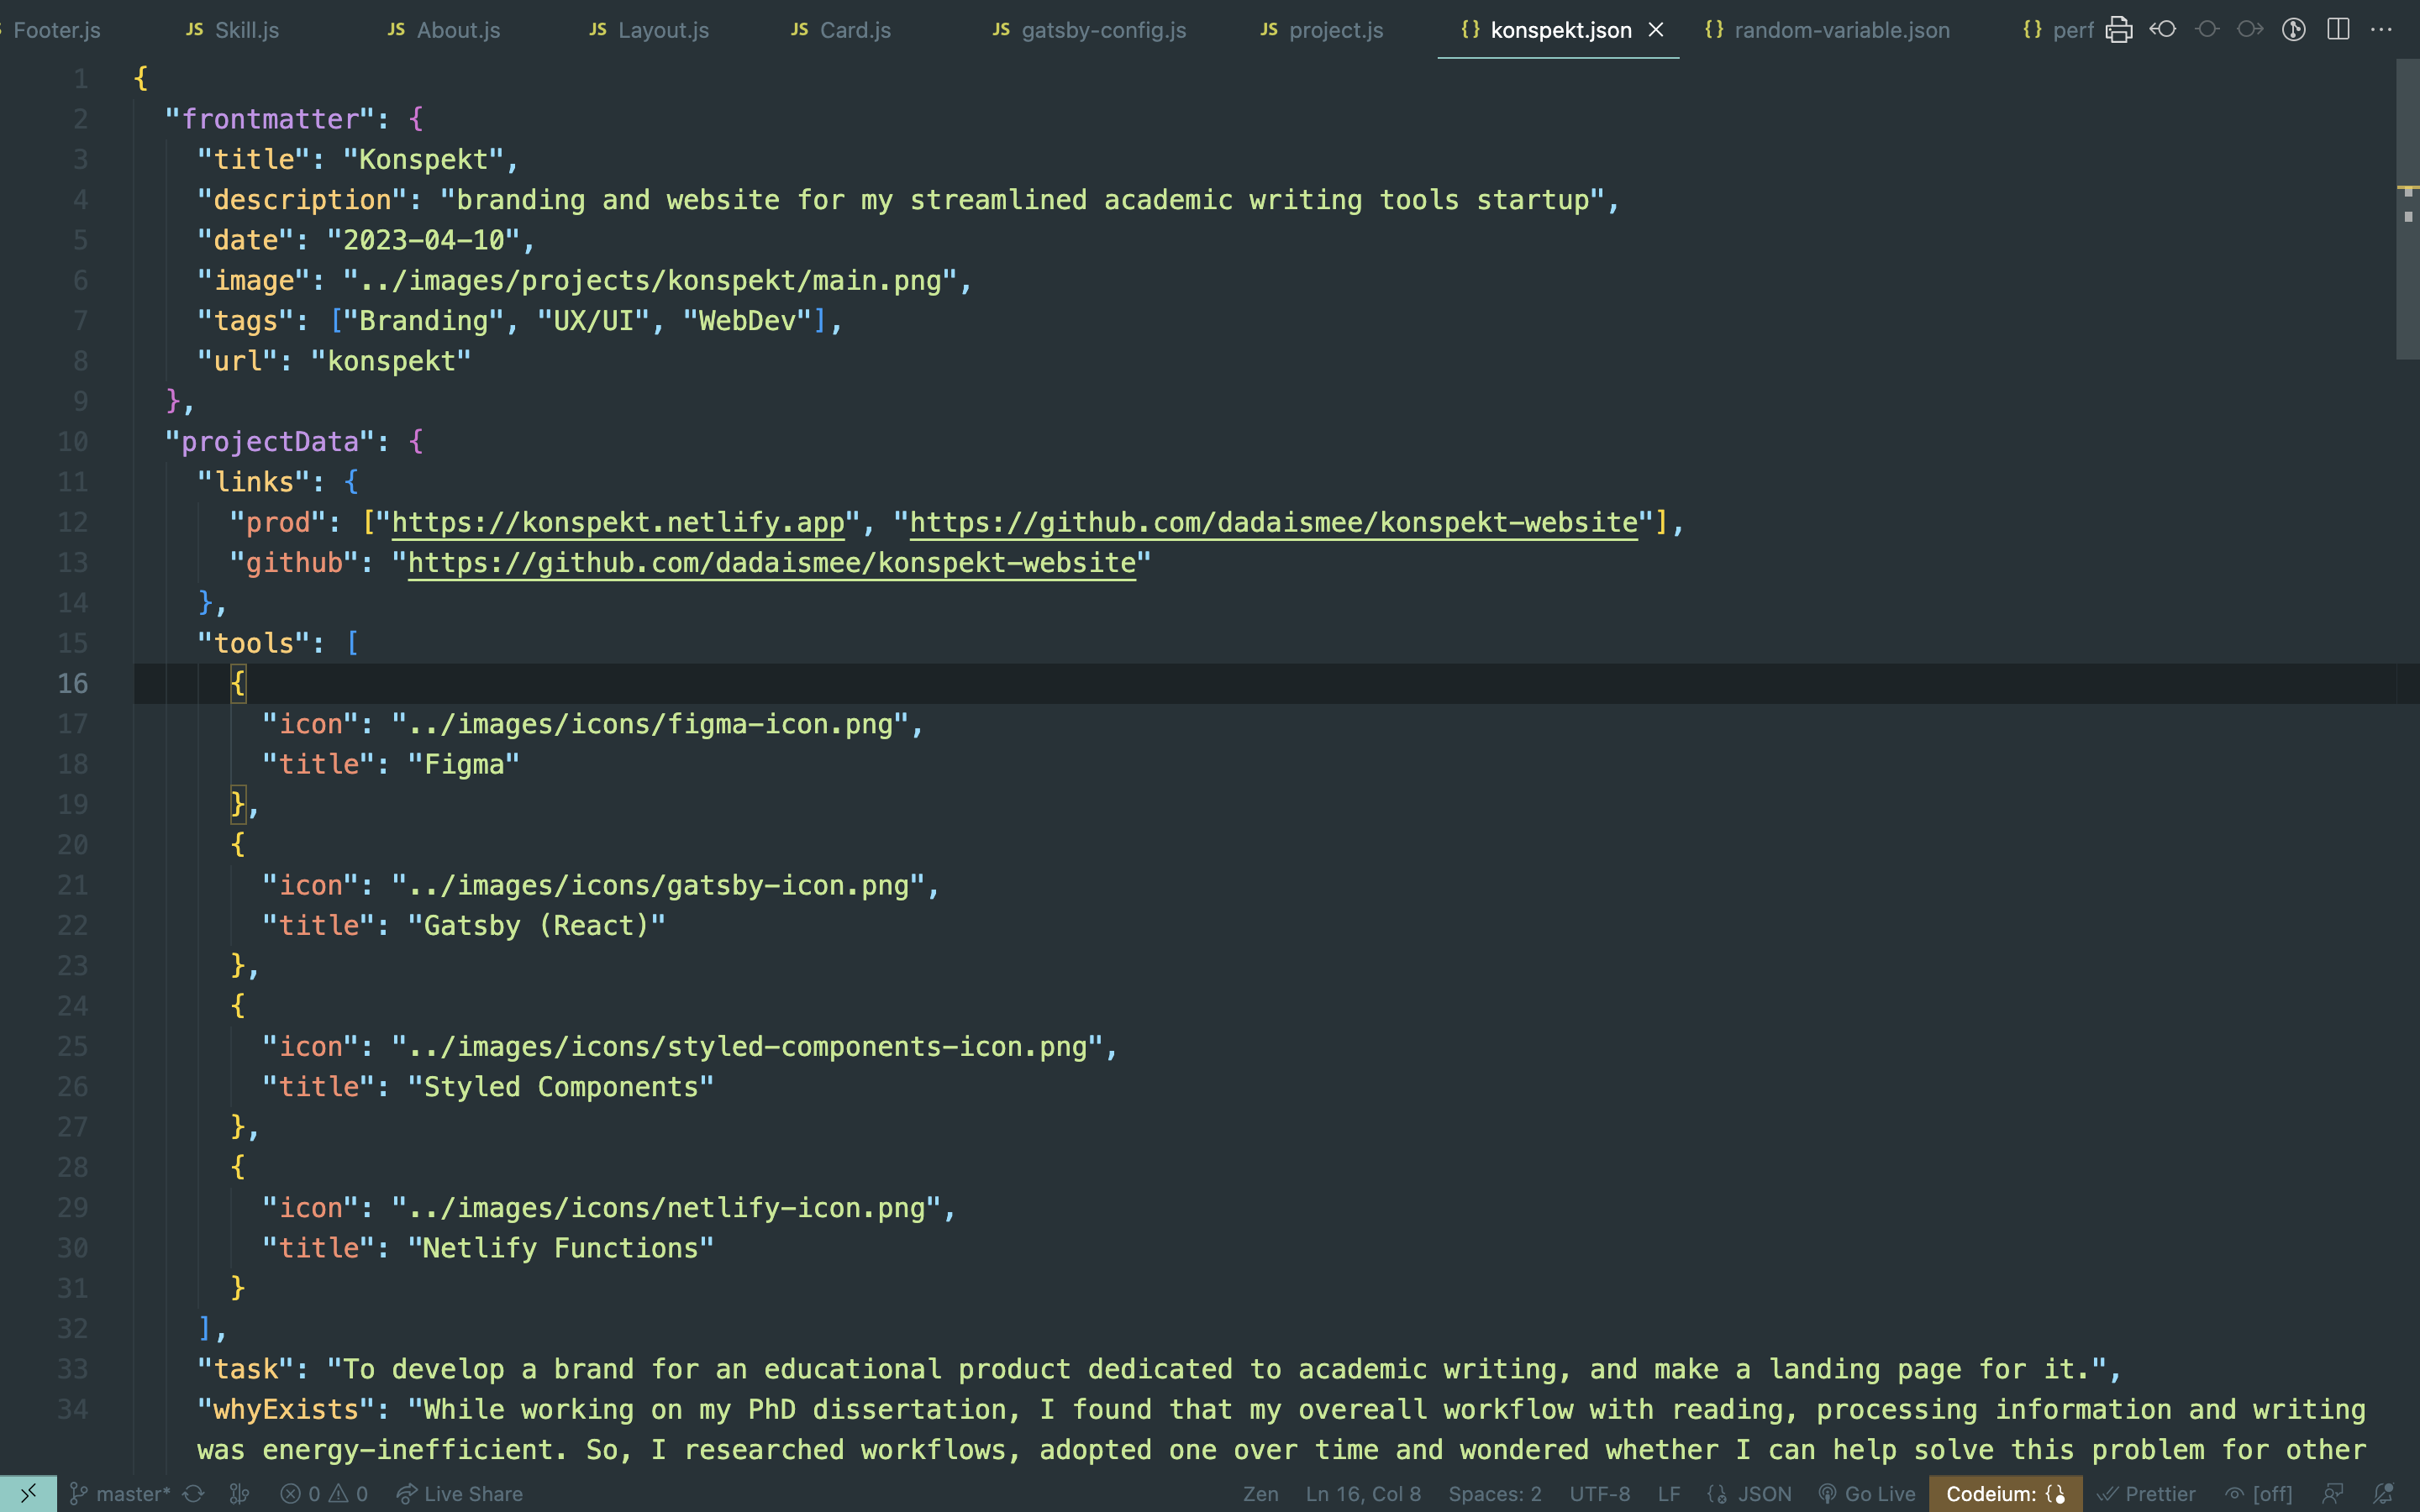 Footer.js JS Skill.js JS About.js JS Layout.js JS Card.js JS gatsby-config.js JS project.js {} konspekt.json {} random-variable.json {} perf
1 {
2 "frontmatter": {
3 "title": "Konspekt",
4 "description": "branding and website for my streamlined academic writing tools startup",
5 "date": "2023-04-10",
6 "image": "../images/projects/konspekt/main.png",
7 "tags": ["Branding", "UX/UI", "WebDev"],
8 "url": "konspekt"
9 },
10 "projectData": {
11 "links": {
12 "prod": ["https://konspekt.netlify.app", "https://github.com/dadaismee/konspekt-website"],
13 "github": "https://github.com/dadaismee/konspekt-website"
14 },
15 "tools": [
16 {
17 "icon": "../images/icons/figma-icon.png",
18 "title": "Figma"
19 },
20 {
21 "icon": "../images/icons/gatsby-icon.png",
22 "title": "Gatsby (React)"
23 },
24 {
25 "icon": "../images/icons/styled-components-icon.png",
26 "title": "Styled Components"
27 },
28 {
29 "icon": "../images/icons/netlify-icon.png",
30 "title": "Netlify Functions"
31 }
32 ],
33 "task": "To develop a brand for an educational product dedicated to academic writing, and make a landing page for it.",
34 "whyExists": "While working on my PhD dissertation, I found that my overeall workflow with reading, processing information and writing
was energy-inefficient. So, I researched workflows, adopted one over time and wondered whether I can help solve this problem for other
master* 0 0 Live Share Zen Ln 16, Col 8 Spaces: 2 UTF-8 LF JSON Go Live Codeium: {} Prettier [off]